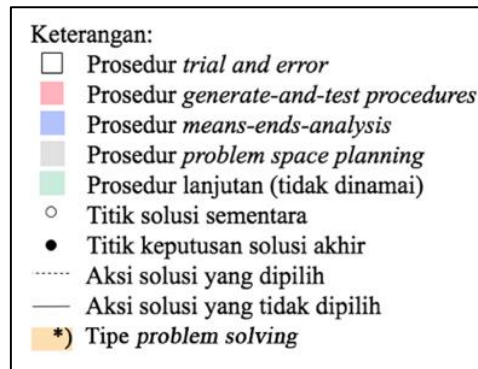 Keterangan:
Prosedur trial and error
Prosedur generate-and-test procedures
Prosedur means-ends-analysis
Prosedur problem space planning
Prosedur lanjutan (tidak dinamai)
Titik solusi sementara
Titik keputusan solusi akhir
Aksi solusi yang dipilih
Aksi solusi yang tidak dipilih
*) Tipe problem solving